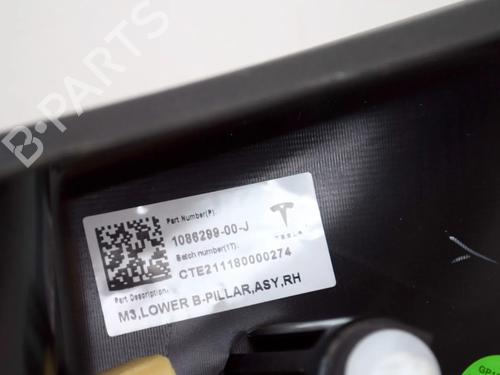 B-PARTS
Part Number(P):
1086299-00-J
Batch number(1T):
CTE211180000274
TESLA
Part Description:
M3,LOWER B-PILLAR,ASY,RH